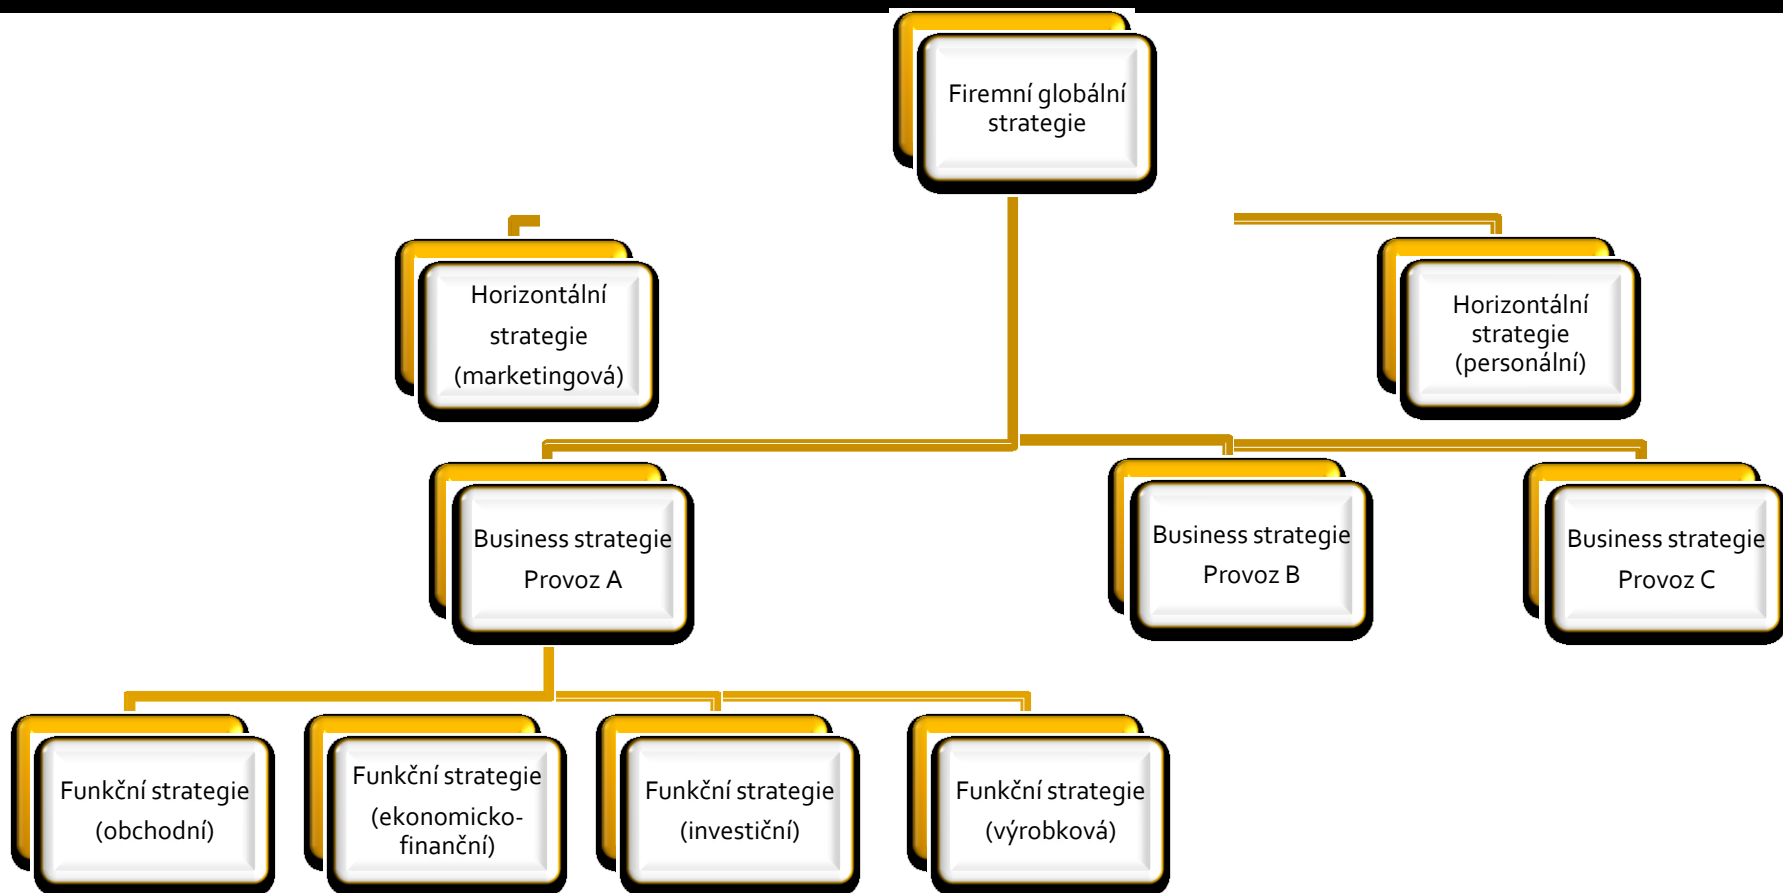 Firemní globální
strategie
Horizontální
strategie
(marketingová)
Horizontální
strategie
(personální)
Business strategie
Provoz A
Business strategie
Provoz B
Business strategie
Provoz C
Funkční strategie
(obchodní)
Funkční strategie
(ekonomicko-
finanční)
Funkční strategie
(investiční)
Funkční strategie
(výrobková)